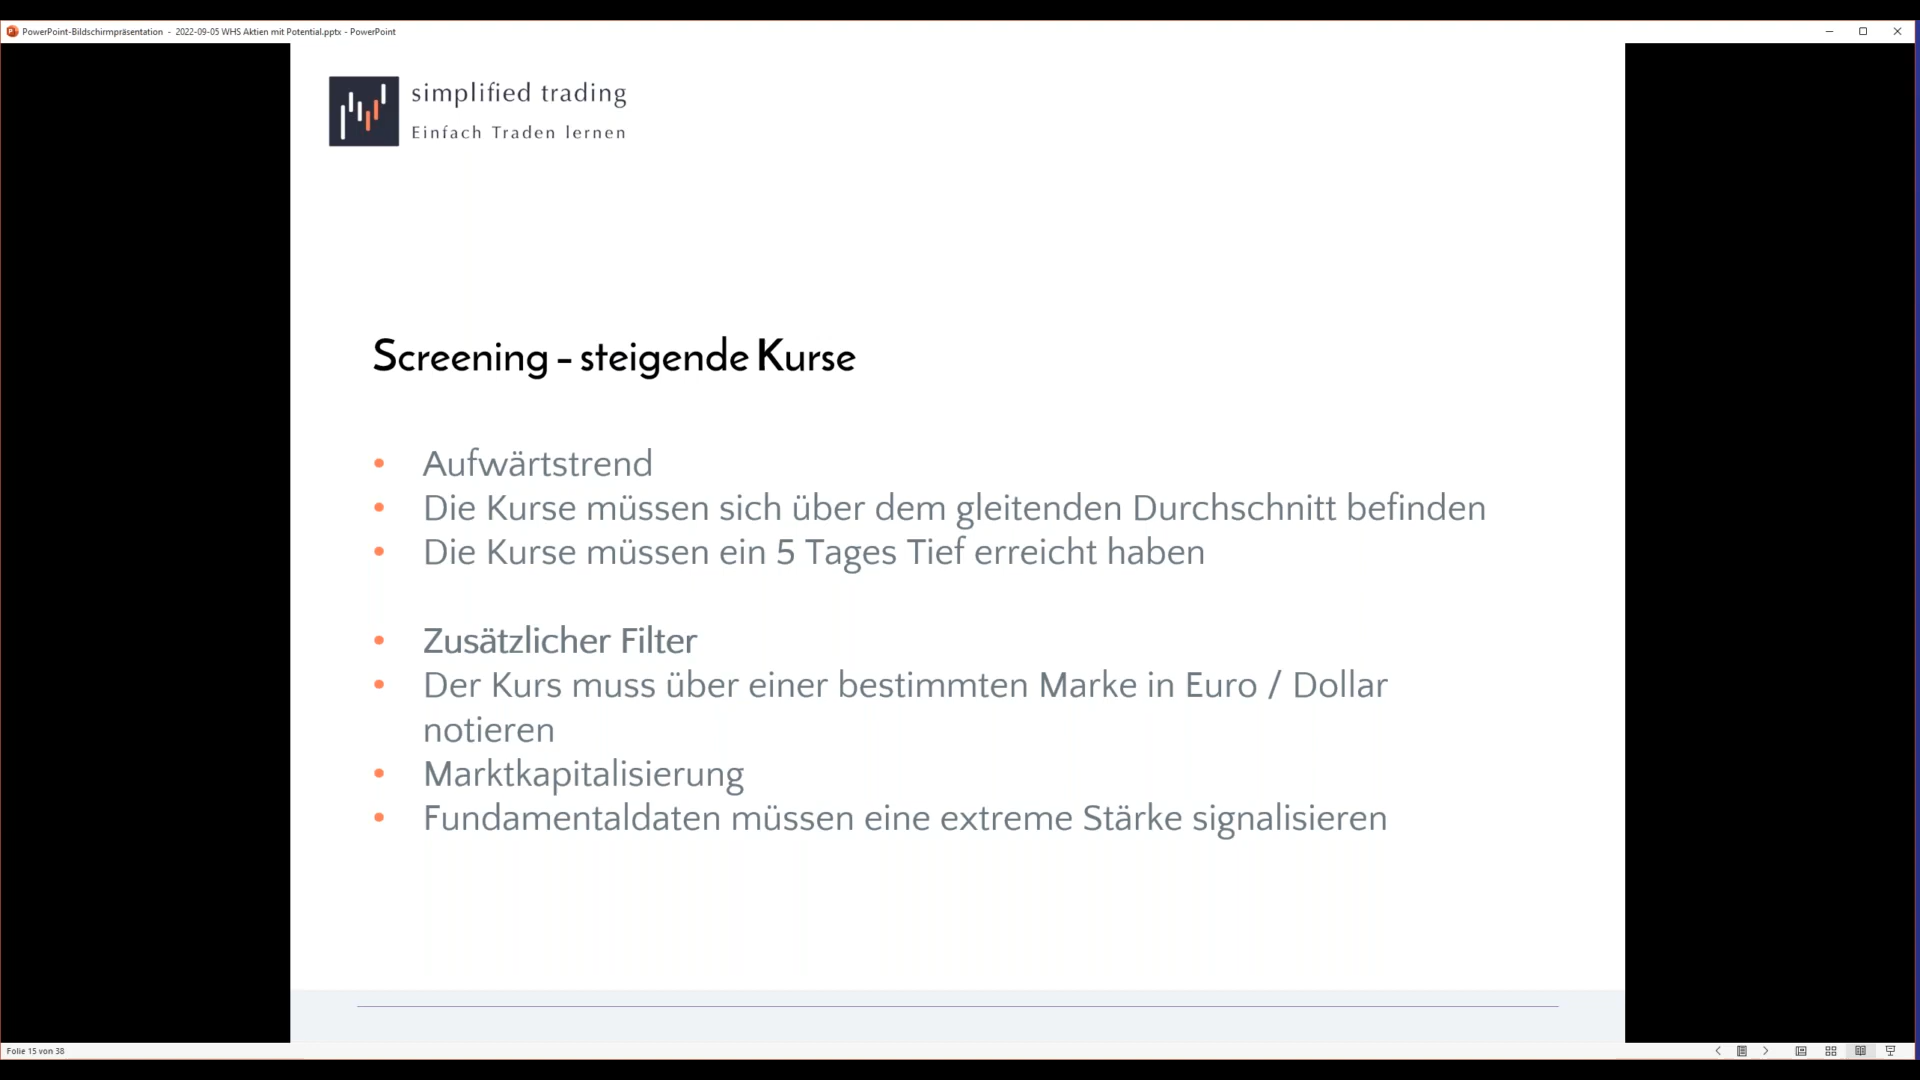 PowerPoint-Bildschirmpräsentation - 2022-09-05 WHS Aktien mit Potential.pptx - PowerPoint
simplified trading
Einfach Traden lernen
Screening – steigende Kurse
• Aufwärtstrend
• Die Kurse müssen sich über dem gleitenden Durchschnitt befinden
• Die Kurse müssen ein 5 Tages Tief erreicht haben
• Zusätzlicher Filter
• Der Kurs muss über einer bestimmten Marke in Euro / Dollar
notieren
• Marktkapitalisierung
• Fundamentaldaten müssen eine extreme Stärke signalisieren
Folie 15 von 38